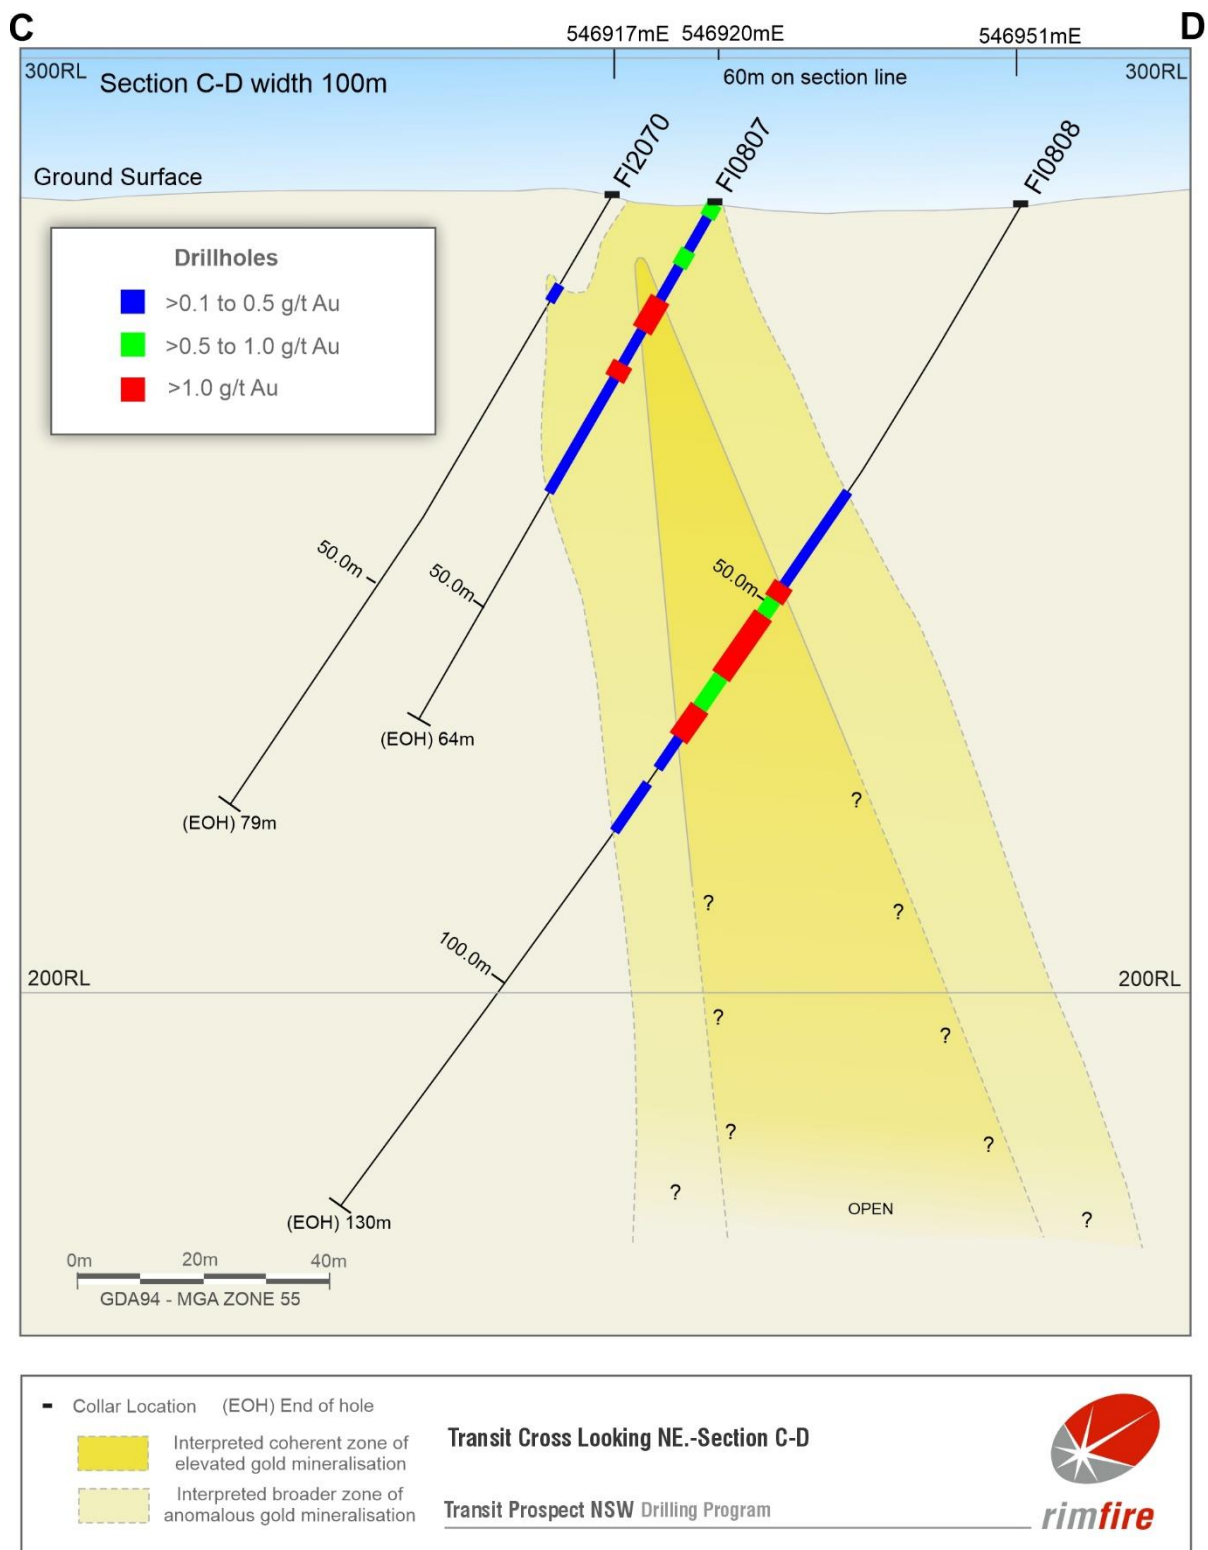 C
D
546917mE 546920mE
546951mE
300RL
Section C-D width 100m
60m on section line
300RL
FI2070
FI0807
FI0808
Ground Surface
Drillholes
>0.1 to 0.5 g/t Au
>0.5 to 1.0 g/t Au
>1.0 g/t Au
50.0m
50.0m
50.0m
(EOH) 64m
(EOH) 79m
?
?
?
100.0m
200RL
200RL
?
?
?
?
?
OPEN
?
(EOH) 130m
0m 20m 40m
GDA94 - MGA ZONE 55
Collar Location (EOH) End of hole
Interpreted coherent zone of
elevated gold mineralisation
Interpreted broader zone of
anomalous gold mineralisation
Transit Cross Looking NE.-Section C-D
Transit Prospect NSW Drilling Program
rimfire